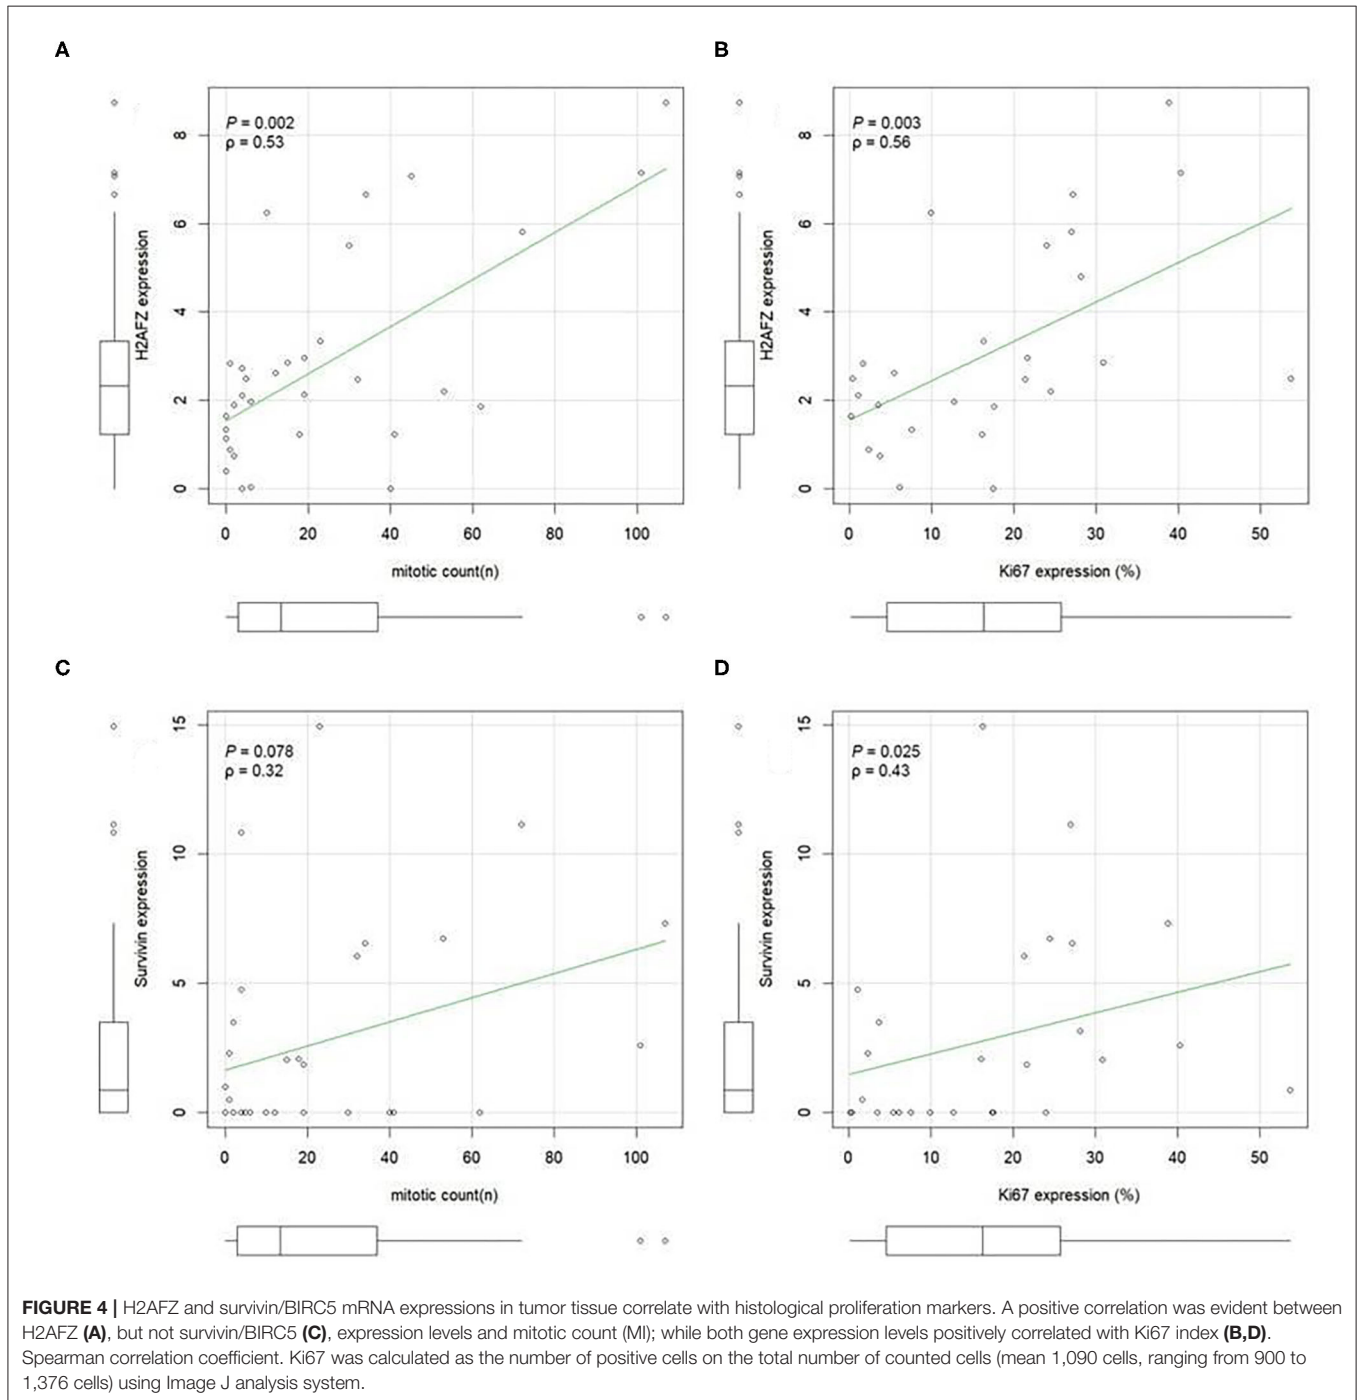 A
B
P = 0.002
ρ = 0.53
H2AFZ expression
0
2
4
6
8
0
20
40
60
80
100
mitotic count(n)
P = 0.003
ρ = 0.56
H2AFZ expression
0
2
4
6
8
0
10
20
30
40
50
Ki67 expression (%)
C
D
P = 0.078
ρ = 0.32
Survivin expression
0
5
10
15
0
20
40
60
80
100
mitotic count(n)
P = 0.025
ρ = 0.43
Survivin expression
0
5
10
15
0
10
20
30
40
50
Ki67 expression (%)
FIGURE 4 | H2AFZ and survivin/BIRC5 mRNA expressions in tumor tissue correlate with histological proliferation markers. A positive correlation was evident between
H2AFZ (A), but not survivin/BIRC5 (C), expression levels and mitotic count (MI); while both gene expression levels positively correlated with Ki67 index (B,D).
Spearman correlation coefficient. Ki67 was calculated as the number of positive cells on the total number of counted cells (mean 1,090 cells, ranging from 900 to
1,376 cells) using Image J analysis system.